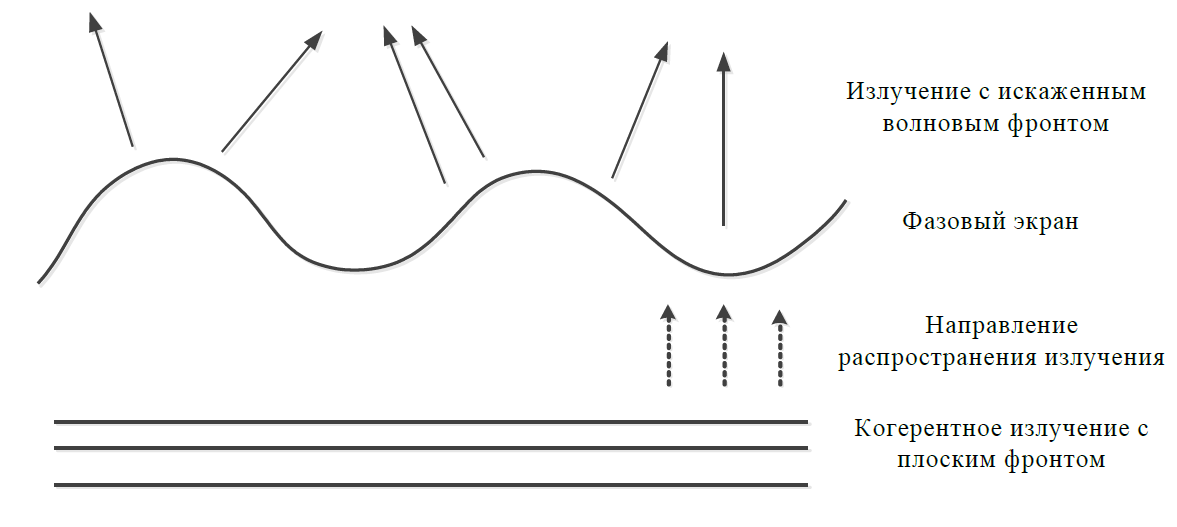 Излучение с искаженным
волновым фронтом
Фазовый экран
Направление
распространения излучения
Когерентное излучение с
плоским фронтом